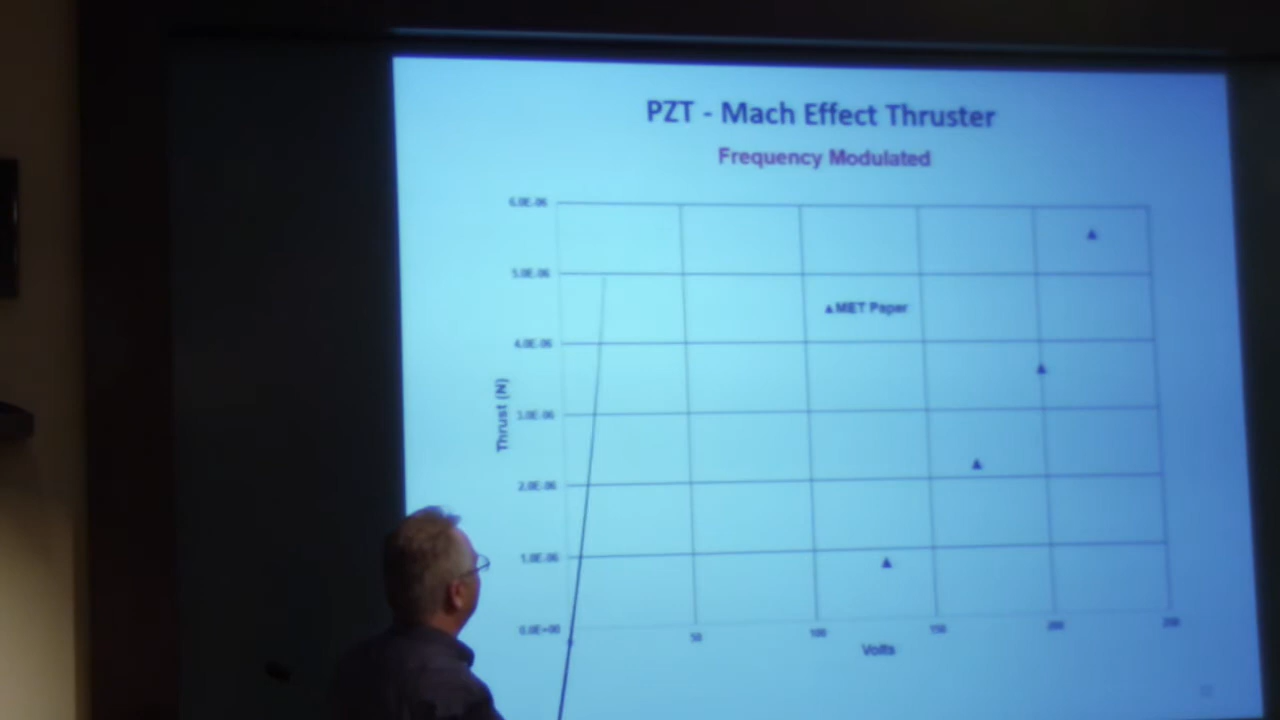 PZT - Mach Effect Thruster
Frequency Modulated
6.0E-06
5.0E-06
▲MET Paper
4.0E-06
Thrust (N)
3.0E-06
2.0E-06
1.0E-06
0.0E+00
50
100
150
200
250
Volts